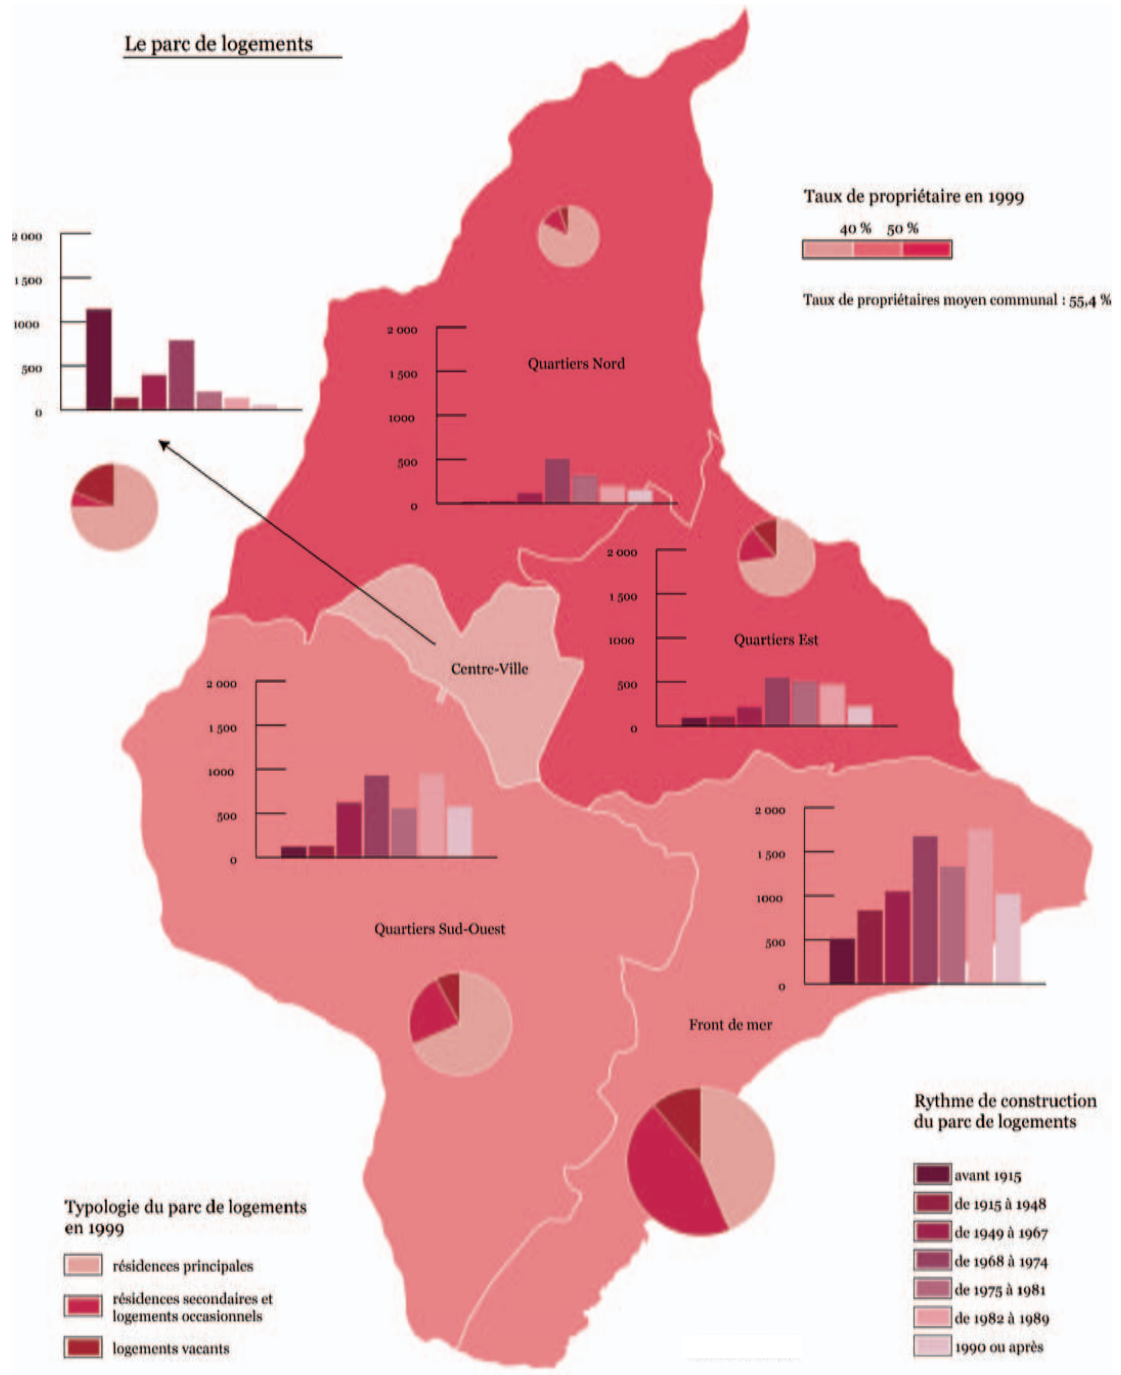 Le parc de logements
Taux de propriétaire en 1999
40 % 50 %
Taux de propriétaires moyen communal : 55,4 %
2 000
1 500
1000
500
0
2 000
1 500
1000
500
0
Quartiers Nord
2 000
1 500
1000
500
0
Quartiers Est
Centre-Ville
2 000
1 500
1000
500
0
Quartiers Sud-Ouest
2 000
1 500
1000
500
0
Front de mer
Typologie du parc de logements
en 1999
résidences principales
résidences secondaires et
logements occasionnels
logements vacants
Rythme de construction
du parc de logements
avant 1915
de 1915 à 1948
de 1949 à 1967
de 1968 à 1974
de 1975 à 1981
de 1982 à 1989
1990 ou après